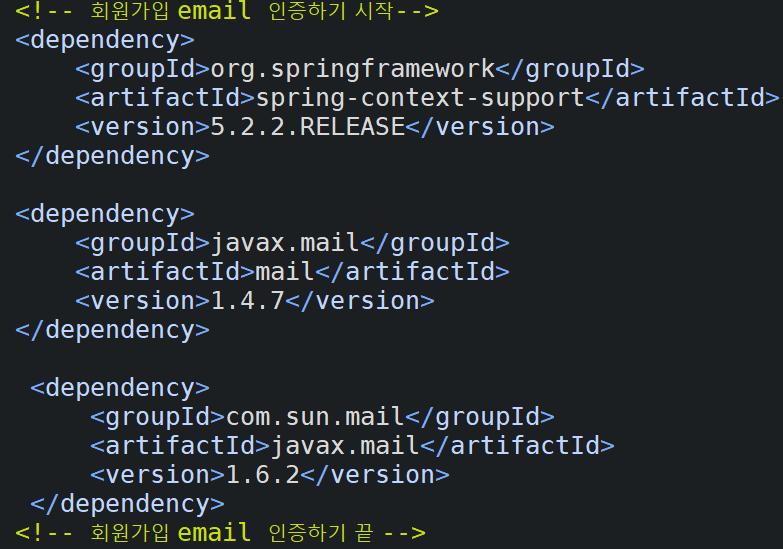 <!-- 회원가입 email 인증하기 시작-->
<dependency>
    <groupId>org.springframework</groupId>
    <artifactId>spring-context-support</artifactId>
    <version>5.2.2.RELEASE</version>
</dependency>

<dependency>
    <groupId>javax.mail</groupId>
    <artifactId>mail</artifactId>
    <version>1.4.7</version>
</dependency>

 <dependency>
     <groupId>com.sun.mail</groupId>
     <artifactId>javax.mail</artifactId>
     <version>1.6.2</version>
 </dependency>
<!-- 회원가입 email 인증하기 끝 -->